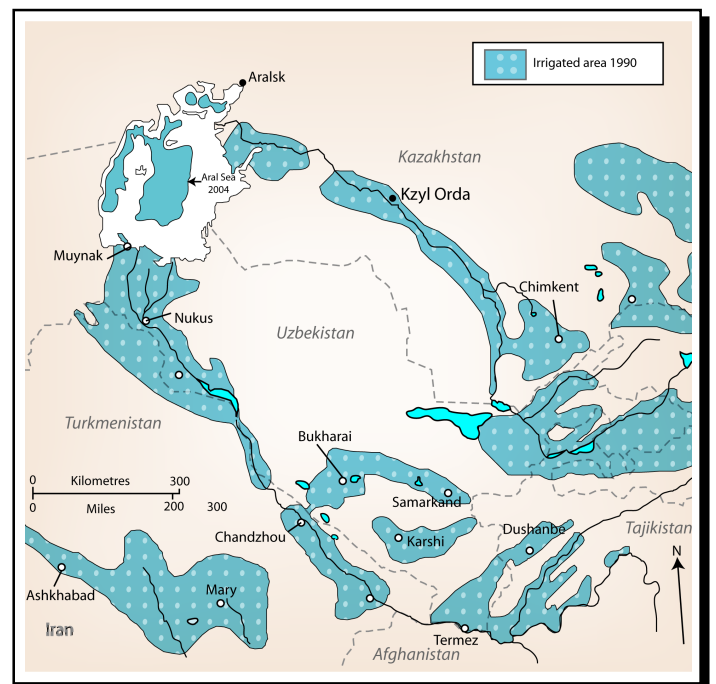 Irrigated area 1990
Aralsk
Kazakhstan
Aral Sea
2004
Kzyl Orda
Muynak
Chimkent
Nukus
Uzbekistan
Turkmenistan
Bukharai
0 Kilometres 300
0 Miles 200 300
Samarkand
Chandzhou
Karshi
Dushanbe
Tajikistan
N
Ashkhabad
Mary
Iran
Termez
Afghanistan